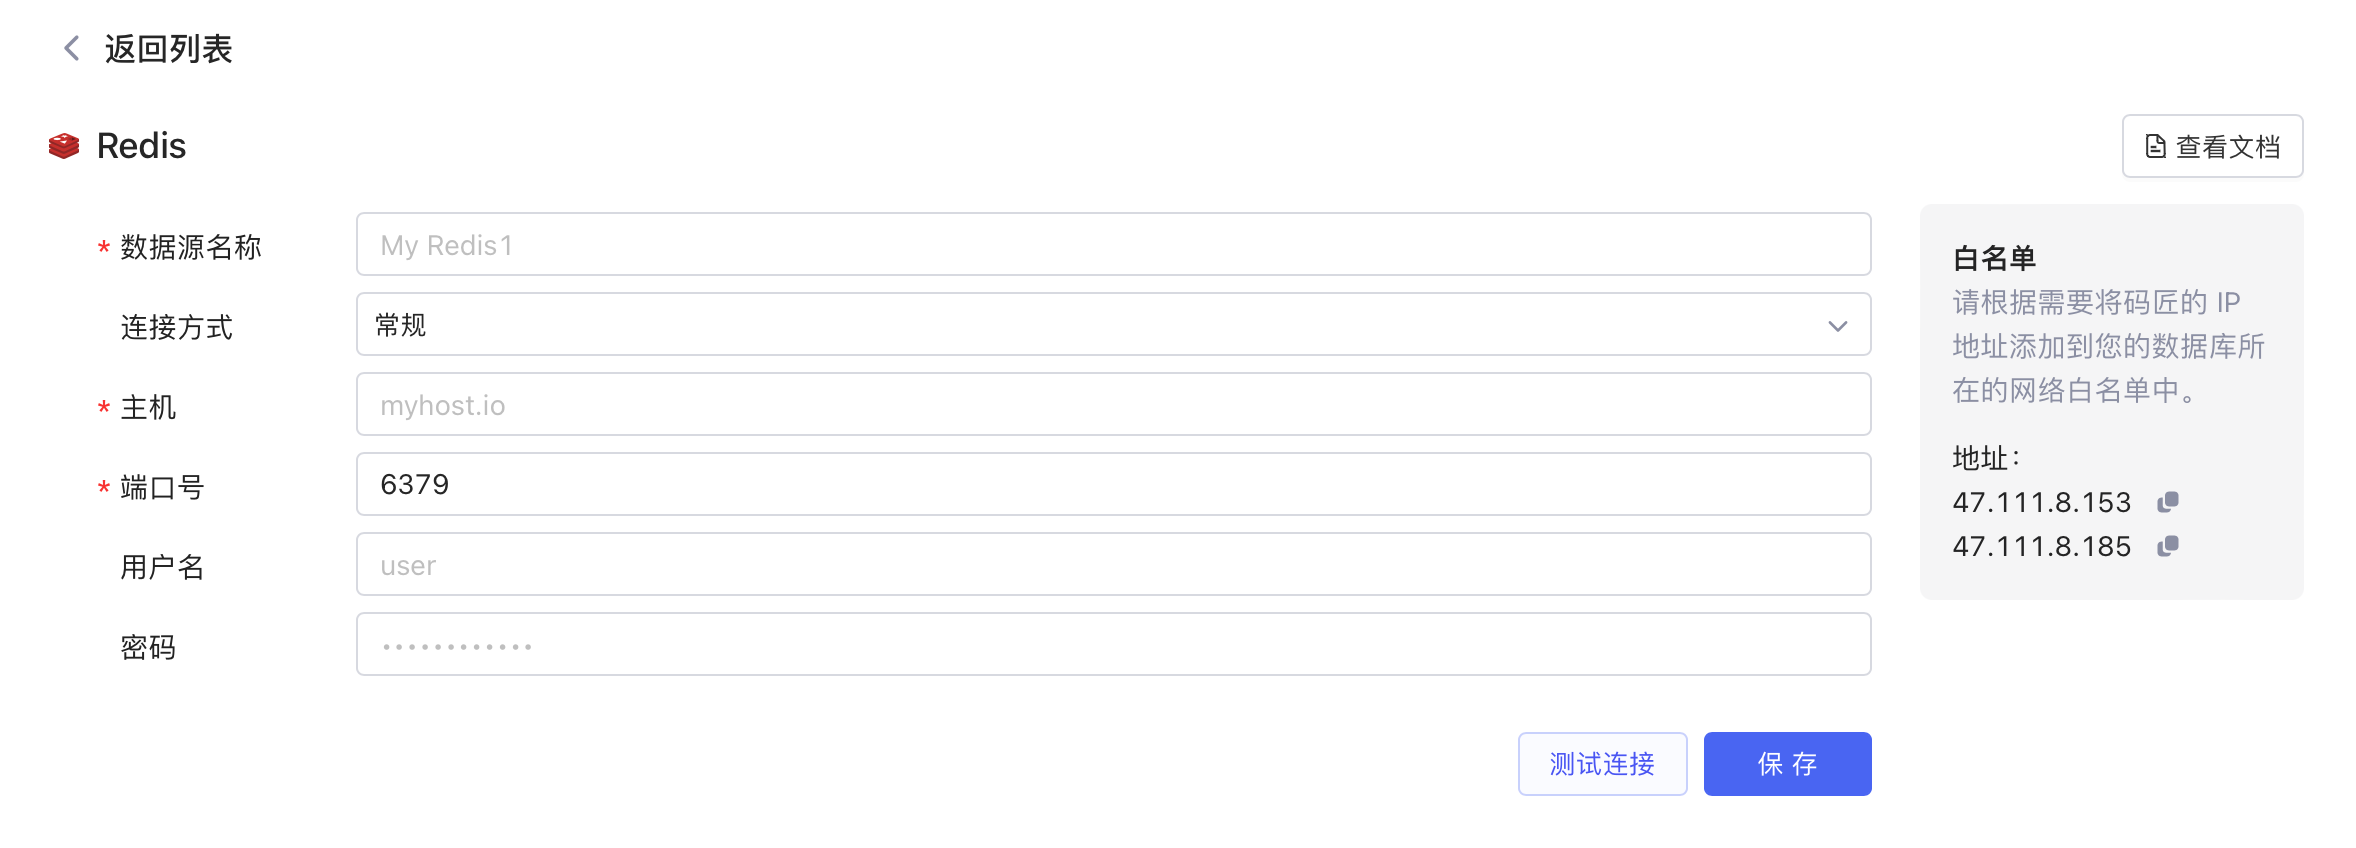 返回列表
Redis
查看文档
* 数据源名称
My Redis1
连接方式
常规
* 主机
myhost.io
* 端口号
6379
用户名
user
密码
············
测试连接
保 存
白名单
请根据需要将码匠的 IP
地址添加到您的数据库所
在的网络白名单中。
地址：
47.111.8.153
47.111.8.185